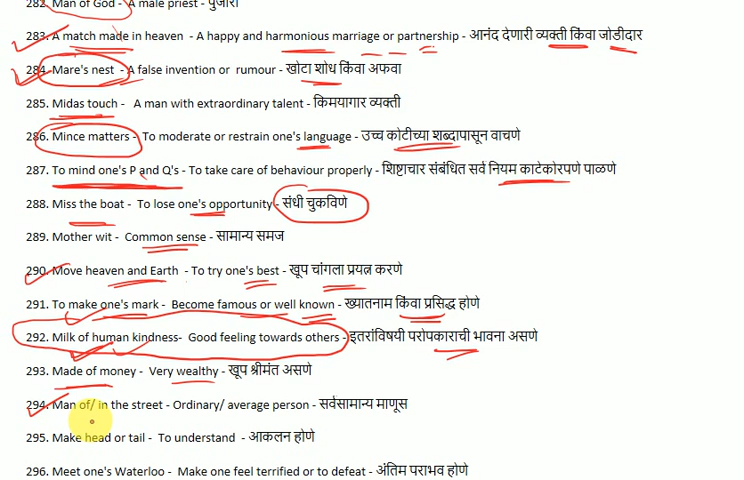 282. Man of God - A male priest - पुजारी
283. A match made in heaven - A happy and harmonious marriage or partnership - आनंद देणारी व्यक्ती किंवा जोडीदार
284. Mare's nest - A false invention or rumour - खोटा शोध किंवा अफवा
285. Midas touch - A man with extraordinary talent - किमयागार व्यक्ती
286. Mince matters - To moderate or restrain one's language - उच्च कोटीच्या शब्दापासून वाचणे
287. To mind one's P and Q's - To take care of behaviour properly - शिष्टाचार संबंधित सर्व नियम काटेकोरपणे पाळणे
288. Miss the boat - To lose one's opportunity - संधी चुकविणे
289. Mother wit - Common sense - सामान्य समज
290. Move heaven and Earth - To try one's best - खूप चांगला प्रयत्न करणे
291. To make one's mark - Become famous or well known - ख्यातनाम किंवा प्रसिद्ध होणे
292. Milk of human kindness- Good feeling towards others - इतरांविषयी परोपकाराची भावना असणे
293. Made of money - Very wealthy - खूप श्रीमंत असणे
294. Man of/ in the street - Ordinary/ average person - सर्वसामान्य माणूस
295. Make head or tail - To understand - आकलन होणे
296. Meet one's Waterloo - Make one feel terrified or to defeat - अंतिम पराभव होणे